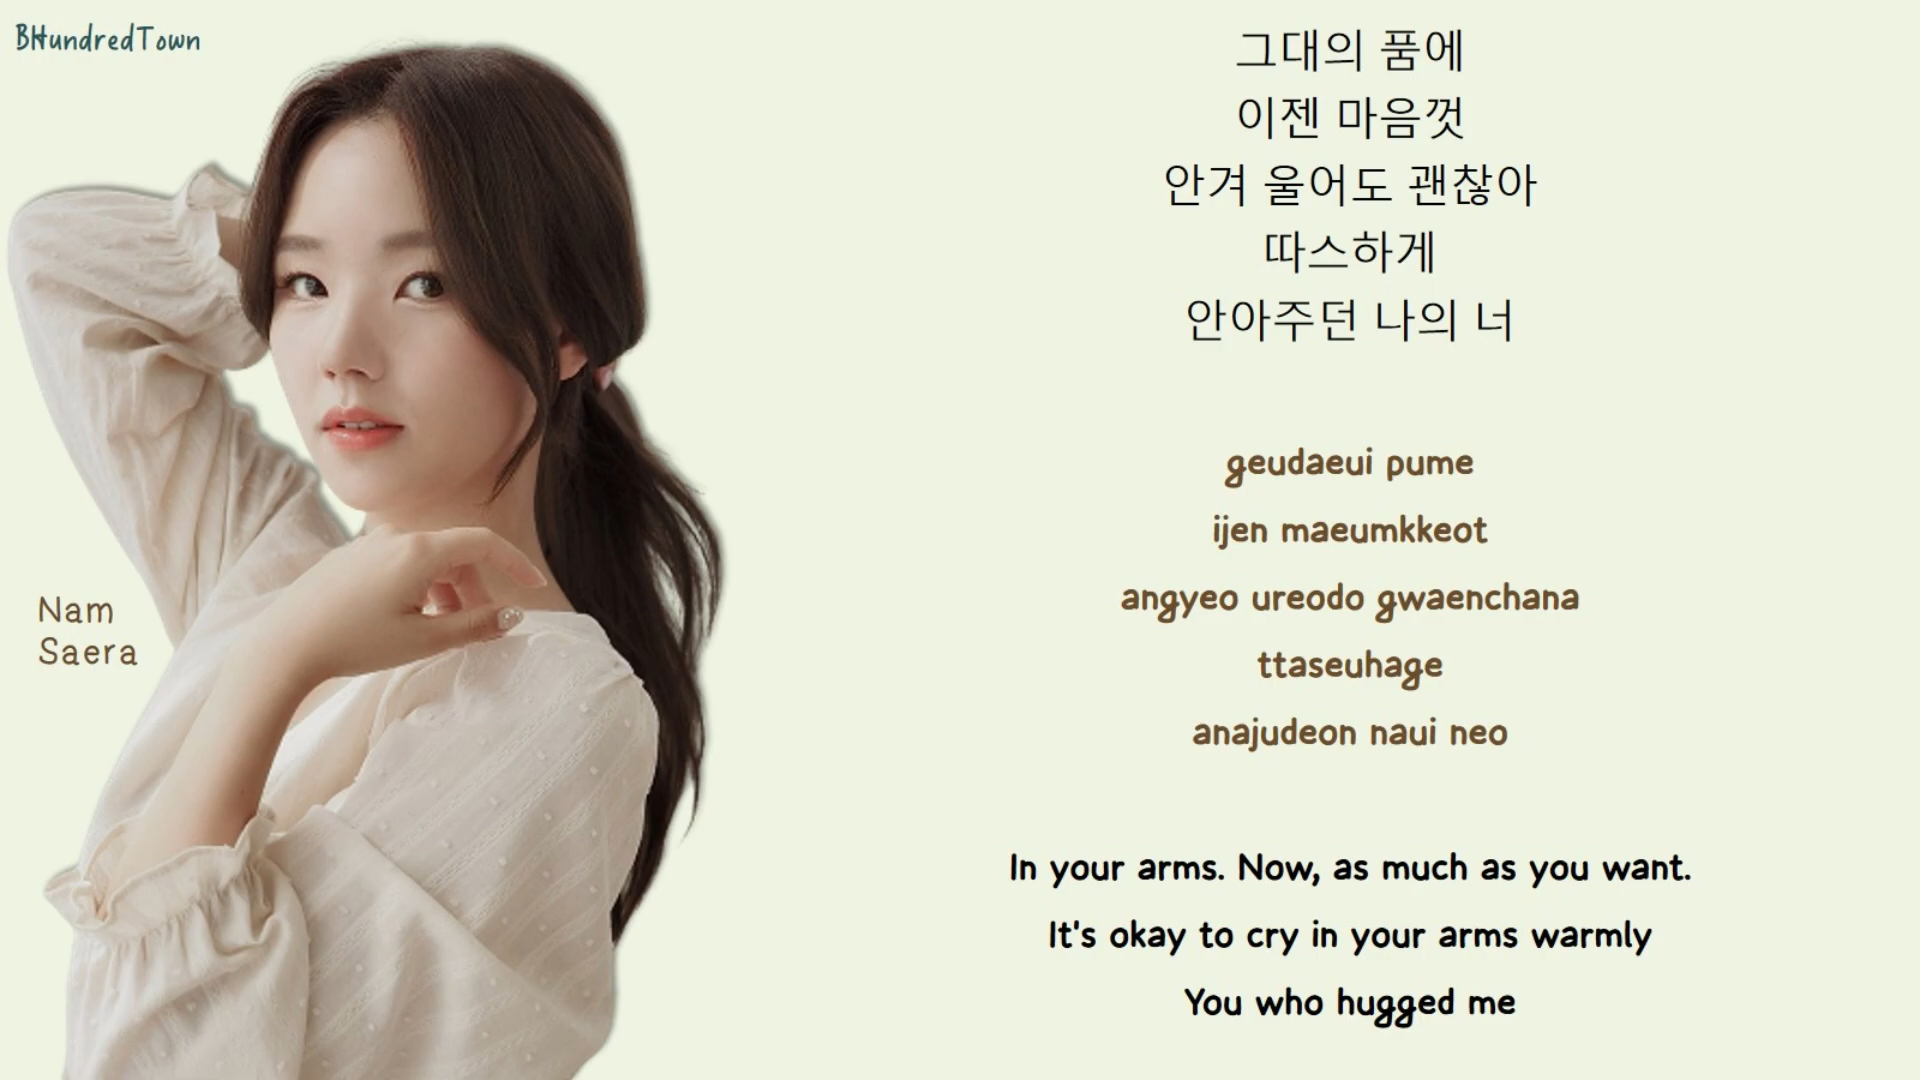 BHundredTown
그대의 품에
이젠 마음껏
안겨 울어도 괜찮아
따스하게
안아주던 나의 너
geudaeui pume
ijen maeumkkeot
angyeo ureodo gwaenchana
ttaseuhage
anajudeon naui neo
Nam
Saera
In your arms. Now, as much as you want.
It's okay to cry in your arms warmly
You who hugged me